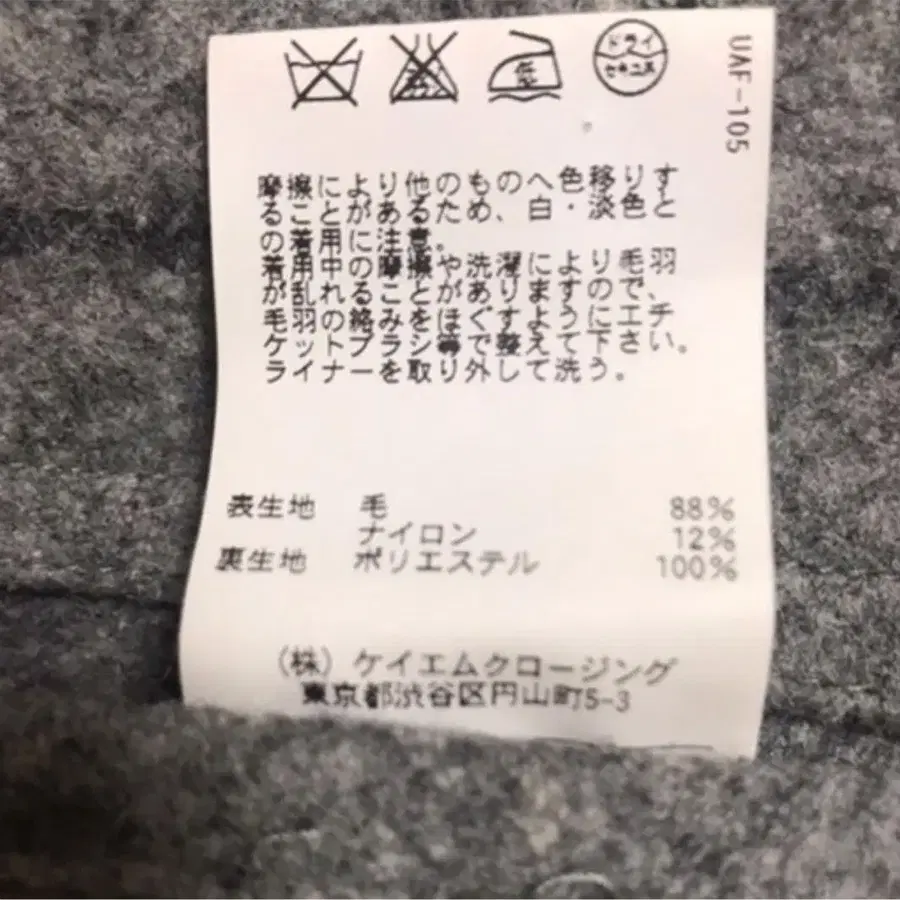 ドライ
セキユ系
低
UAF-105
摩擦により他のものへ色移りす
ることがあるため、白・淡色と
の着用に注意。
着用中の摩擦や洗濯により毛羽
が乱れることがありますので、
毛羽の絡みをほぐすようにエチ
ケットブラシ等で整えて下さい。
ライナーを取り外して洗う。
表生地 毛 88%
ナイロン 12%
裏生地 ポリエステル 100%
(株)ケイエムクロージング
東京都渋谷区円山町5-3